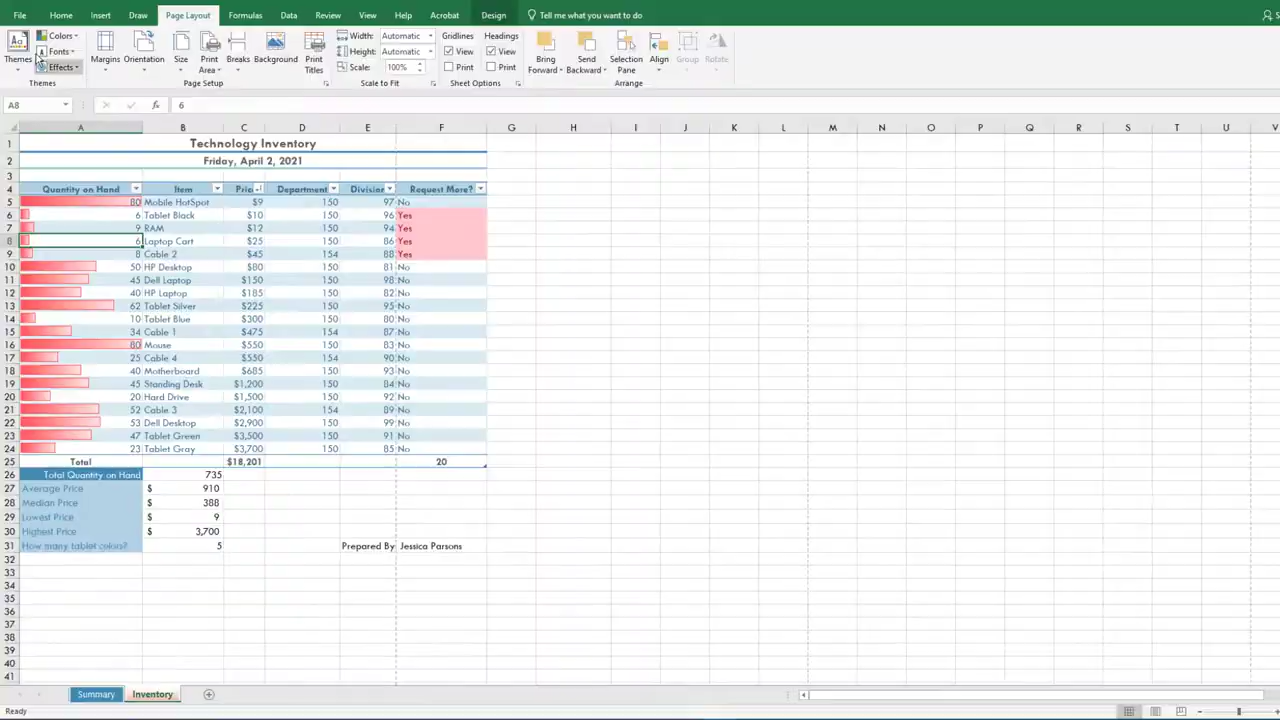 File Home Insert Draw Page Layout Formulas Data Review View Help Acrobat Design Tell me what you want to do
Themes Colors Fonts Effects Margins Orientation Size Print Area Breaks Background Print Titles Width: Automatic Height: Automatic Scale: 100% Gridlines View Print Headings View Print Bring Forward Send Backward Selection Pane Align Group Rotate
Themes Page Setup Scale to Fit Sheet Options Arrange
A8 fx 6
A B C D E F G H I J K L M N O P Q R S T U V
1 Technology Inventory
2 Friday, April 2, 2021
3
4 Quantity on Hand Item Pric Department Division Request More?
5 80 Mobile HotSpot $9 150 97 No
6 6 Tablet Black $10 150 96 Yes
7 9 RAM $12 150 94 Yes
8 6 Laptop Cart $25 150 86 Yes
9 8 Cable 2 $45 154 88 Yes
10 50 HP Desktop $80 150 81 No
11 45 Dell Laptop $150 150 98 No
12 40 HP Laptop $185 150 82 No
13 62 Tablet Silver $225 150 95 No
14 10 Tablet Blue $300 150 80 No
15 34 Cable 1 $475 154 87 No
16 80 Mouse $550 150 83 No
17 25 Cable 4 $550 154 90 No
18 40 Motherboard $685 150 93 No
19 45 Standing Desk $1,200 150 84 No
20 20 Hard Drive $1,500 150 92 No
21 52 Cable 3 $2,100 154 89 No
22 53 Dell Desktop $2,900 150 99 No
23 47 Tablet Green $3,500 150 91 No
24 23 Tablet Gray $3,700 150 85 No
25 Total $18,201 20
26 Total Quantity on Hand 735
27 Average Price $ 910
28 Median Price $ 388
29 Lowest Price $ 9
30 Highest Price $ 3,700
31 How many tablet colors? 5 Prepared By: Jessica Parsons
32
33
34
35
36
37
38
39
40
41
Summary Inventory
Ready